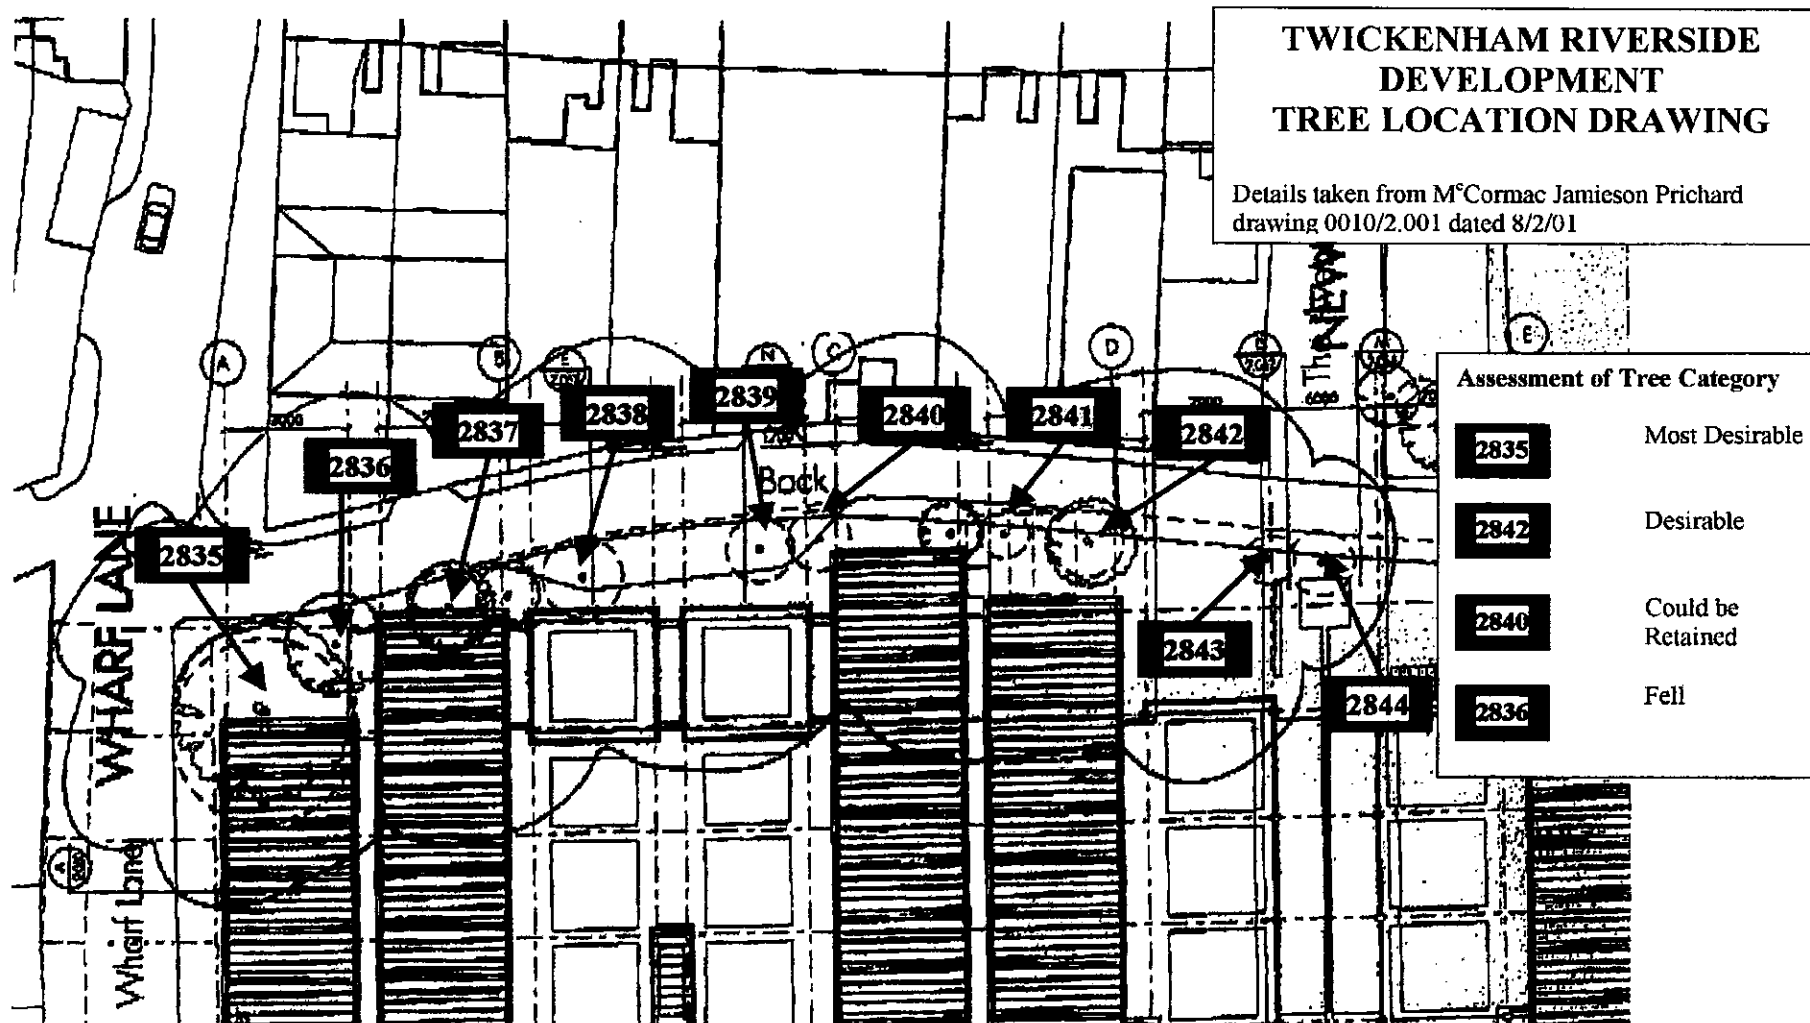 TWICKENHAM RIVERSIDE
DEVELOPMENT
TREE LOCATION DRAWING
Details taken from MᶜCormac Jamieson Prichard
drawing 0010/2.001 dated 8/2/01
A
B
E
N
C
D
E
6000
2839
2838
2840
2841
2837
2842
2836
Back
2835
2843
2844
WHARF LANE
Wharf Lane
A
NEW
Assessment of Tree Category
2835 Most Desirable
2842 Desirable
2840 Could be
Retained
2836 Fell